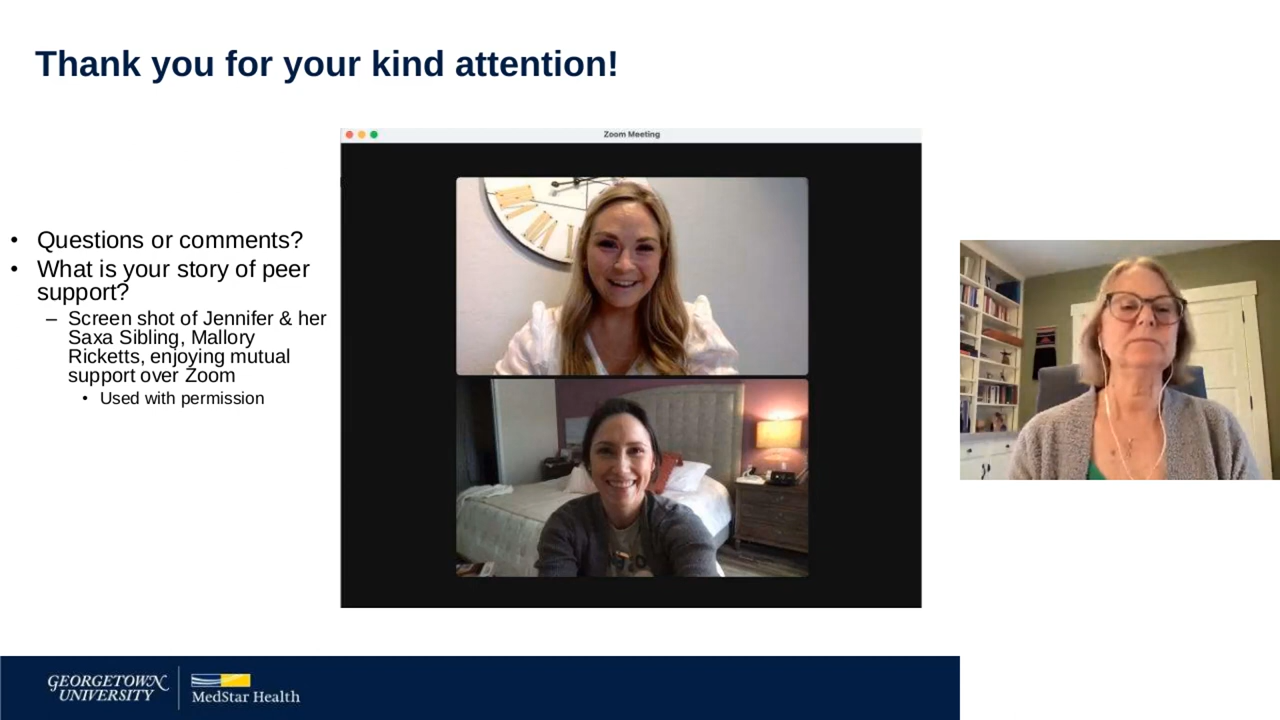 Thank you for your kind attention!
Zoom Meeting
• Questions or comments?
• What is your story of peer
support?
– Screen shot of Jennifer & her
Saxa Sibling, Mallory
Ricketts, enjoying mutual
support over Zoom
• Used with permission
GEORGETOWN
UNIVERSITY
MedStar Health